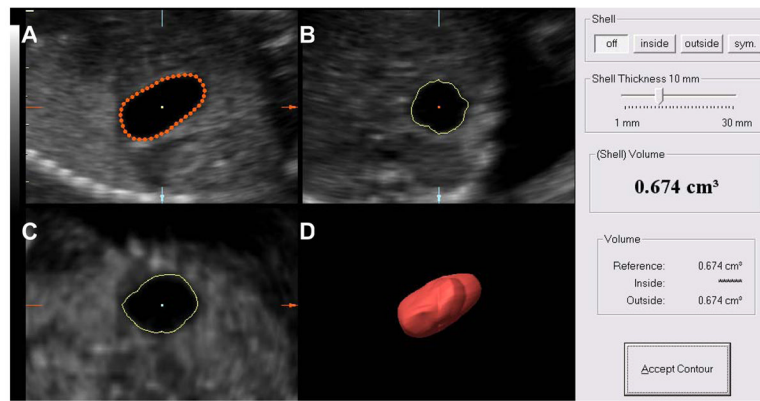 A
B
C
D
Shell
off inside outside sym.
Shell Thickness 10 mm
1 mm 30 mm
(Shell) Volume
0.674 cm³
Volume
Reference: 0.674 cm³
Inside: ******
Outside: 0.674 cm³
Accept Contour